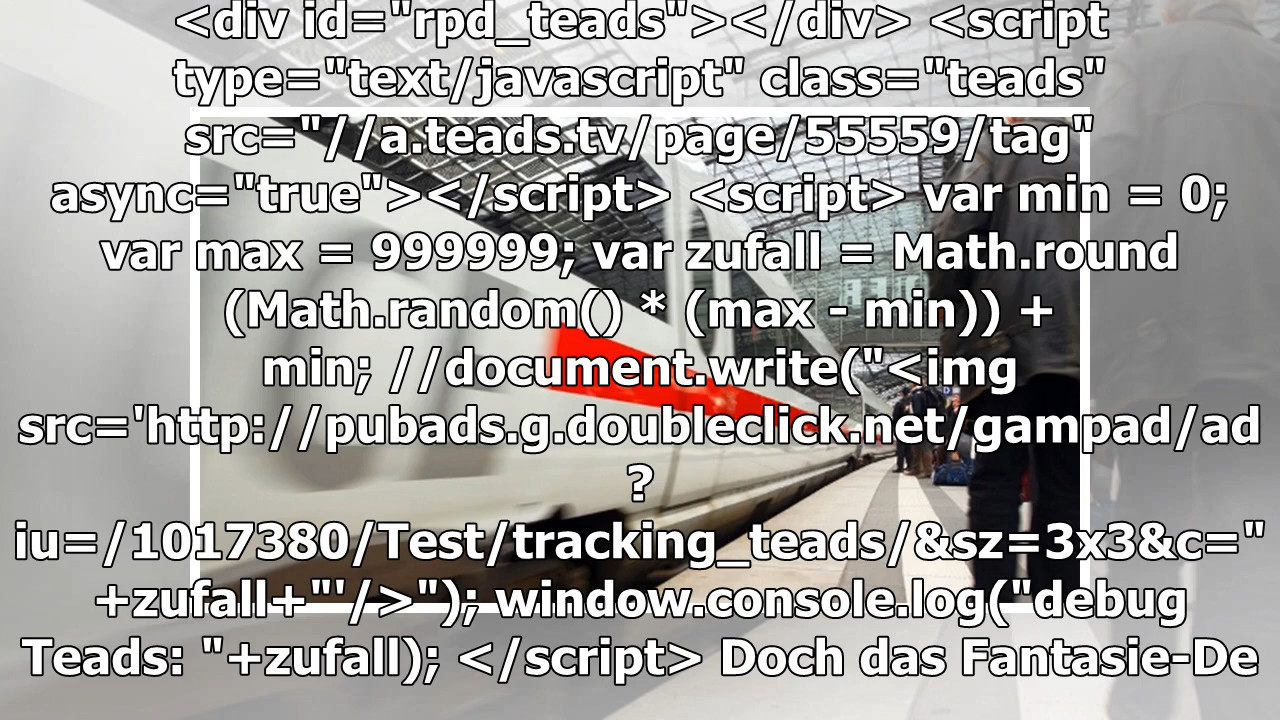 <div id="rpd_teads"></div> <script
type="text/javascript" class="teads"
src="//a.teads.tv/page/55559/tag"
async="true"></script> <script> var min = 0;
var max = 999999; var zufall = Math.round
(Math.random() * (max - min)) +
min; //document.write("<img
src='http://pubads.g.doubleclick.net/gampad/ad
?
iu=/1017380/Test/tracking_teads/&sz=3x3&c="
+zufall+"'/>"); window.console.log("debug
Teads: "+zufall); </script> Doch das Fantasie-De